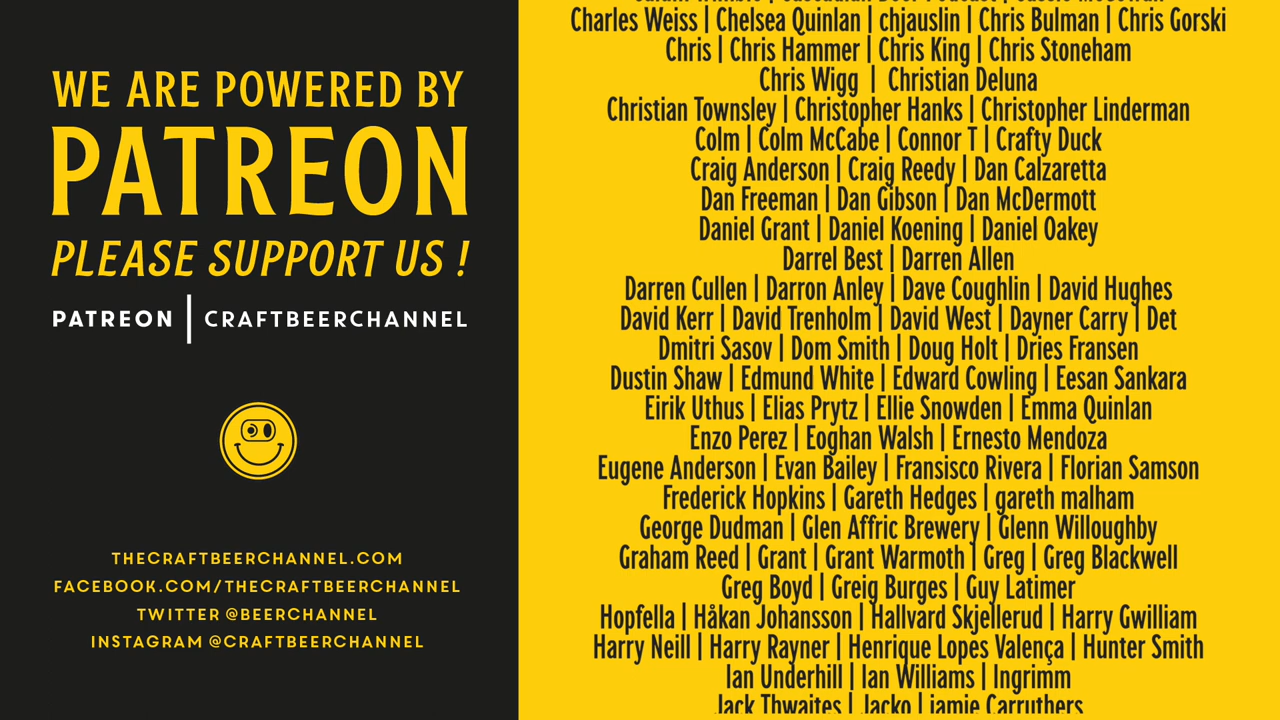 WE ARE POWERED BY
PATREON
PLEASE SUPPORT US !
PATREON | CRAFTBEERCHANNEL
THECRAFTBEERCHANNEL.COM
FACEBOOK.COM/THECRAFTBEERCHANNEL
TWITTER @BEERCHANNEL
INSTAGRAM @CRAFTBEERCHANNEL
Charles Weiss | Chelsea Quinlan | chjauslin | Chris Bulman | Chris Gorski
Chris | Chris Hammer | Chris King | Chris Stoneham
Chris Wigg | Christian Deluna
Christian Townsley | Christopher Hanks | Christopher Linderman
Colm | Colm McCabe | Connor T | Crafty Duck
Craig Anderson | Craig Reedy | Dan Calzaretta
Dan Freeman | Dan Gibson | Dan McDermott
Daniel Grant | Daniel Koening | Daniel Oakey
Darrel Best | Darren Allen
Darren Cullen | Darron Anley | Dave Coughlin | David Hughes
David Kerr | David Trenholm | David West | Dayner Carry | Det
Dmitri Sasov | Dom Smith | Doug Holt | Dries Fransen
Dustin Shaw | Edmund White | Edward Cowling | Eesan Sankara
Eirik Uthus | Elias Prytz | Ellie Snowden | Emma Quinlan
Enzo Perez | Eoghan Walsh | Ernesto Mendoza
Eugene Anderson | Evan Bailey | Fransisco Rivera | Florian Samson
Frederick Hopkins | Gareth Hedges | gareth malham
George Dudman | Glen Affric Brewery | Glenn Willoughby
Graham Reed | Grant | Grant Warmoth | Greg | Greg Blackwell
Greg Boyd | Greig Burges | Guy Latimer
Hopfella | Håkan Johansson | Hallvard Skjellerud | Harry Gwilliam
Harry Neill | Harry Rayner | Henrique Lopes Valença | Hunter Smith
Ian Underhill | Ian Williams | Ingrimm
Jack Thwaites | Jacko | jamie Carruthers